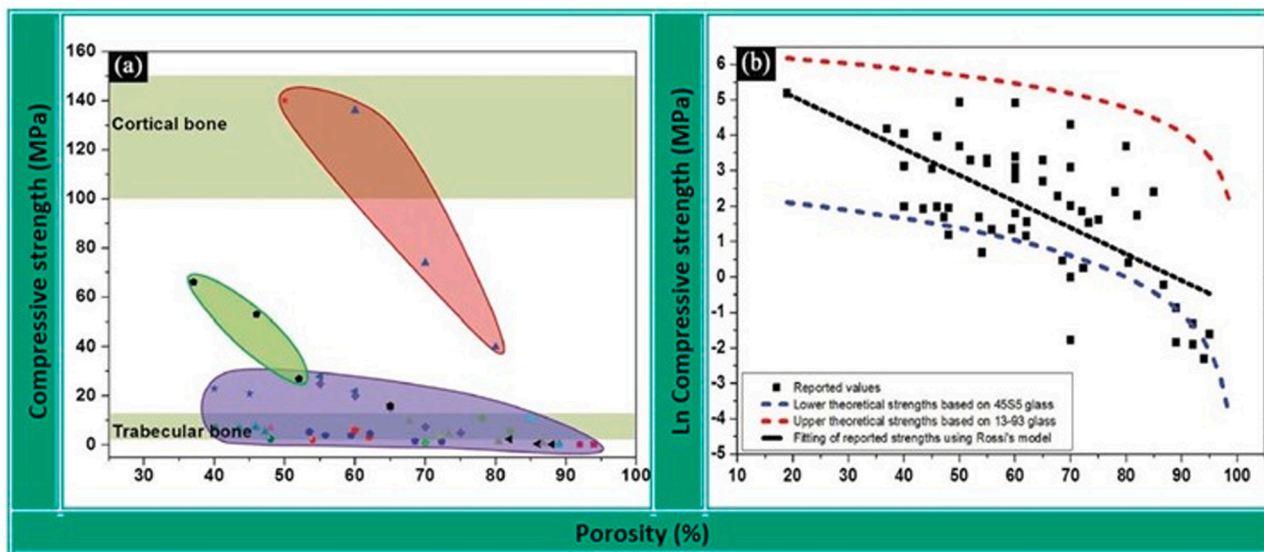 Compressive strength (MPa)
(a)
160
140
120
100
80
60
40
20
0
Cortical bone
Trabecular bone
30 40 50 60 70 80 90 100
Ln Compressive strength (MPa)
(b)
6
5
4
3
2
1
0
-1
-2
-3
-4
-5
Reported values
Lower theoretical strengths based on 45S5 glass
Upper theoretical strengths based on 13-93 glass
Fitting of reported strengths using Rossi's model
10 20 30 40 50 60 70 80 90 100
Porosity (%)